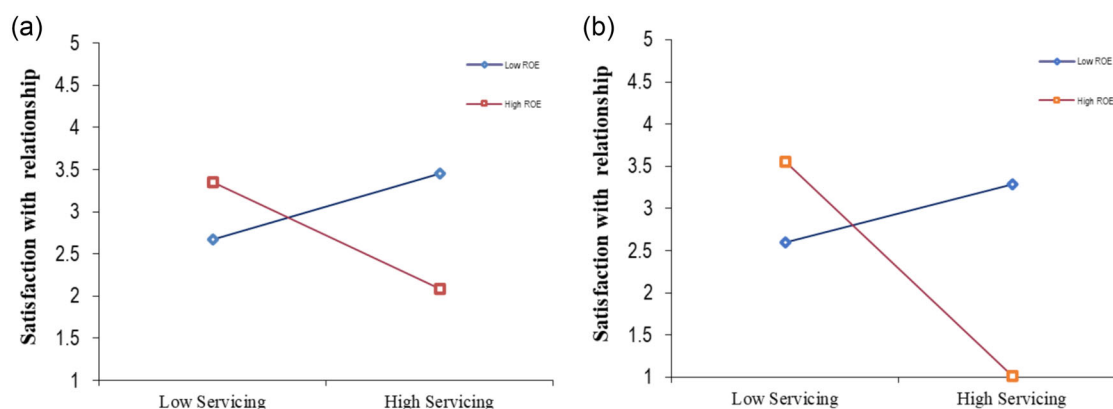 (a)
Satisfaction with relationship
5
4.5
4
3.5
3
2.5
2
1.5
1
Low Servicing
High Servicing
Low ROE
High ROE
(b)
Satisfaction with relationship
5
4.5
4
3.5
3
2.5
2
1.5
1
Low Servicing
High Servicing
Low ROE
High ROE